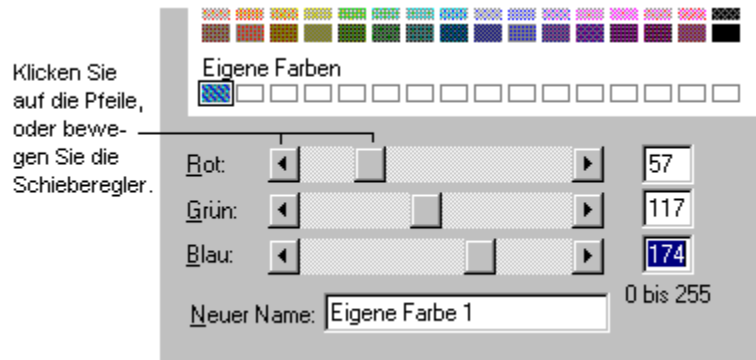 Eigene Farben
Klicken Sie
auf die Pfeile,
oder bewe-
gen Sie die
Schieberegler.
Rot: 57
Grün: 117
Blau: 174
0 bis 255
Neuer Name: Eigene Farbe 1